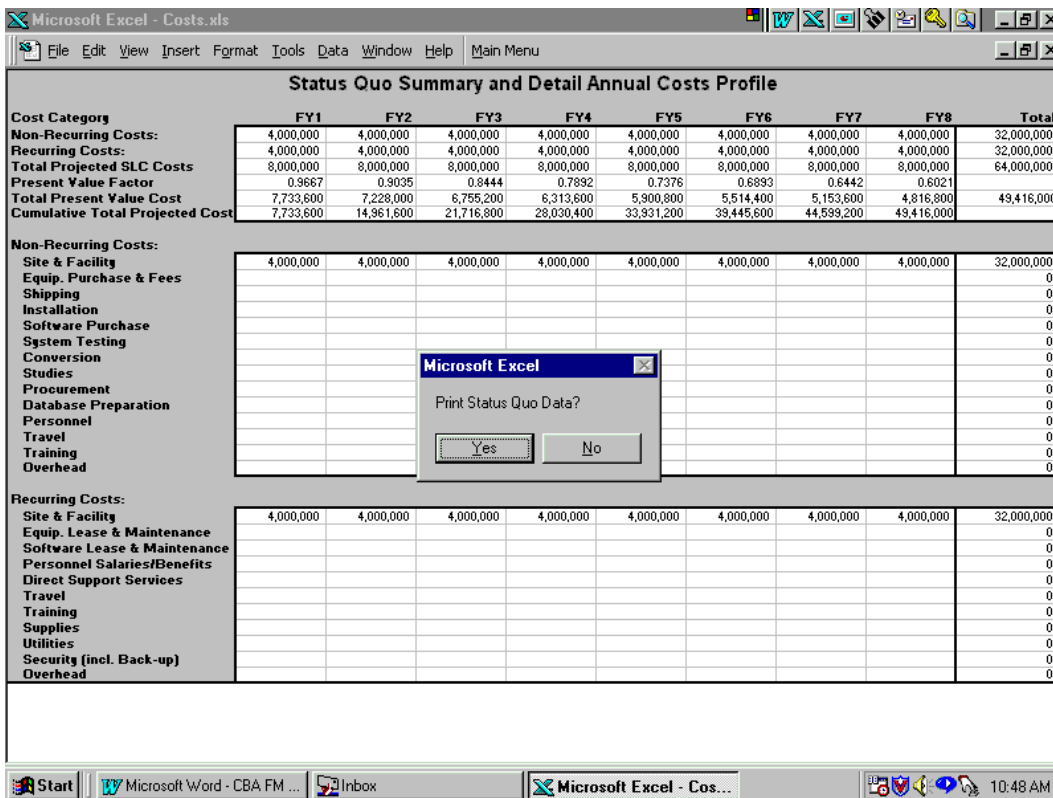 Microsoft Excel - Costs.xls
File Edit View Insert Format Tools Data Window Help Main Menu
Status Quo Summary and Detail Annual Costs Profile
Cost Category FY1 FY2 FY3 FY4 FY5 FY6 FY7 FY8 Total
Non-Recurring Costs: 4,000,000 4,000,000 4,000,000 4,000,000 4,000,000 4,000,000 4,000,000 4,000,000 32,000,000
Recurring Costs: 4,000,000 4,000,000 4,000,000 4,000,000 4,000,000 4,000,000 4,000,000 4,000,000 32,000,000
Total Projected SLC Costs 8,000,000 8,000,000 8,000,000 8,000,000 8,000,000 8,000,000 8,000,000 8,000,000 64,000,000
Present Value Factor 0.9667 0.9035 0.8444 0.7892 0.7376 0.6893 0.6442 0.6021
Total Present Value Cost 7,733,600 7,228,000 6,755,200 6,313,600 5,900,800 5,514,400 5,153,600 4,816,800 49,416,000
Cumulative Total Projected Cost 7,733,600 14,961,600 21,716,800 28,030,400 33,931,200 39,445,600 44,599,200 49,416,000
Non-Recurring Costs:
Site & Facility 4,000,000 4,000,000 4,000,000 4,000,000 4,000,000 4,000,000 4,000,000 4,000,000 32,000,000
Equip. Purchase & Fees 0
Shipping 0
Installation 0
Software Purchase 0
System Testing 0
Conversion 0
Studies 0
Procurement 0
Database Preparation 0
Personnel 0
Travel 0
Training 0
Overhead 0
Microsoft Excel
Print Status Quo Data?
Yes No
Recurring Costs:
Site & Facility 4,000,000 4,000,000 4,000,000 4,000,000 4,000,000 4,000,000 4,000,000 4,000,000 32,000,000
Equip. Lease & Maintenance 0
Software Lease & Maintenance 0
Personnel Salaries/Benefits 0
Direct Support Services 0
Travel 0
Training 0
Supplies 0
Utilities 0
Security (incl. Back-up) 0
Overhead 0
Start Microsoft Word - CBA FM ... Inbox Microsoft Excel - Cos... 10:48 AM